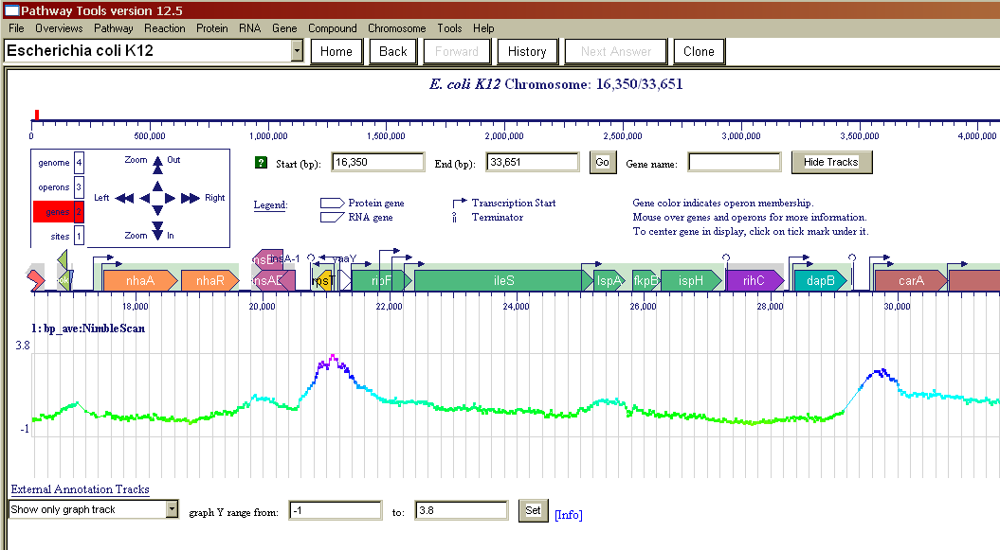 Pathway Tools version 12.5
File Overviews Pathway Reaction Protein RNA Gene Compound Chromosome Tools Help
Escherichia coli K12 Home Back Forward History Next Answer Clone
E. coli K12 Chromosome: 16,350/33,651
0 500,000 1,000,000 1,500,000 2,000,000 2,500,000 3,000,000 3,500,000 4,000,000
genome 4
operons 3
genes 2
sites 1
Zoom Out
Left Right
Zoom In
? Start (bp): 16,350 End (bp): 33,651 Go Gene name: Hide Tracks
Legend:
Protein gene
RNA gene
Transcription Start
Terminator
Gene color indicates operon membership.
Mouse over genes and operons for more information.
To center gene in display, click on tick mark under it.
insA-1 yaaY
nhaA nhaR rpsT ribF ileS lspA fkpB ispH rihC dapB carA
18,000 20,000 22,000 24,000 26,000 28,000 30,000
1: bp_ave:NimbleScan
3.8
-1
External Annotation Tracks
Show only graph track graph Y range from: -1 to: 3.8 Set [Info]